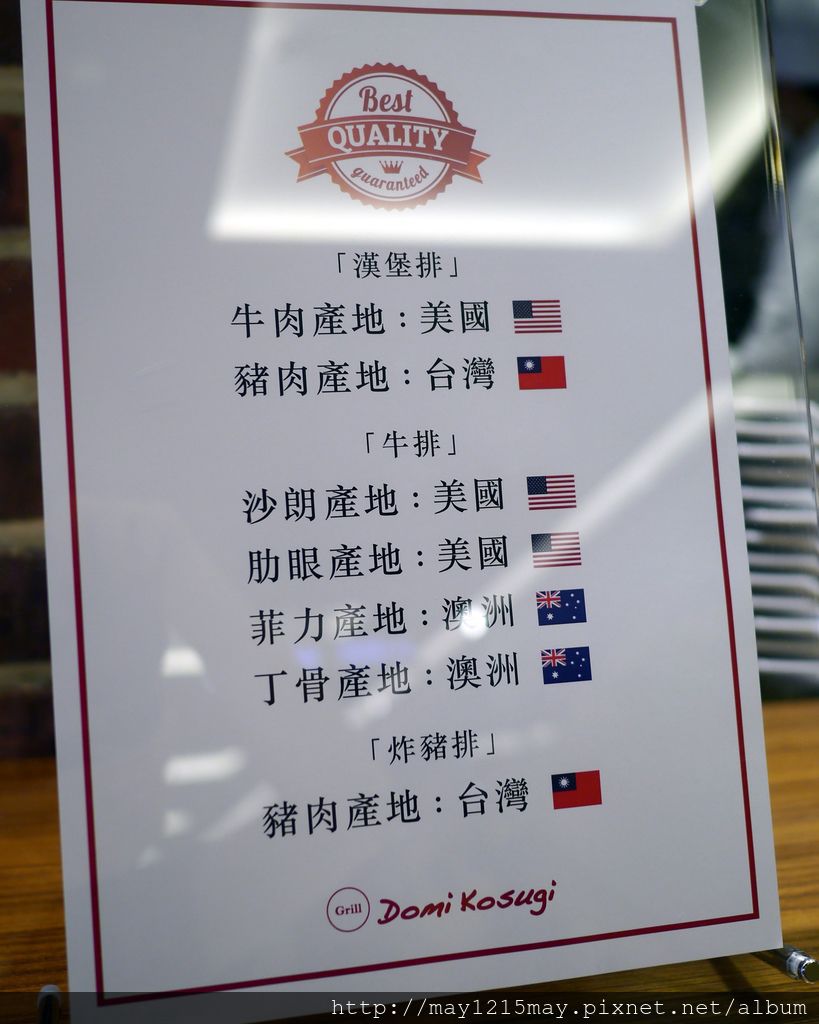 Best
QUALITY
guaranteed
「漢堡排」
牛肉產地：美國
豬肉產地：台灣
「牛排」
沙朗產地：美國
肋眼產地：美國
菲力產地：澳洲
丁骨產地：澳洲
「炸豬排」
豬肉產地：台灣
Grill Domi Kosugi
http://may1215may.pixnet.net/album